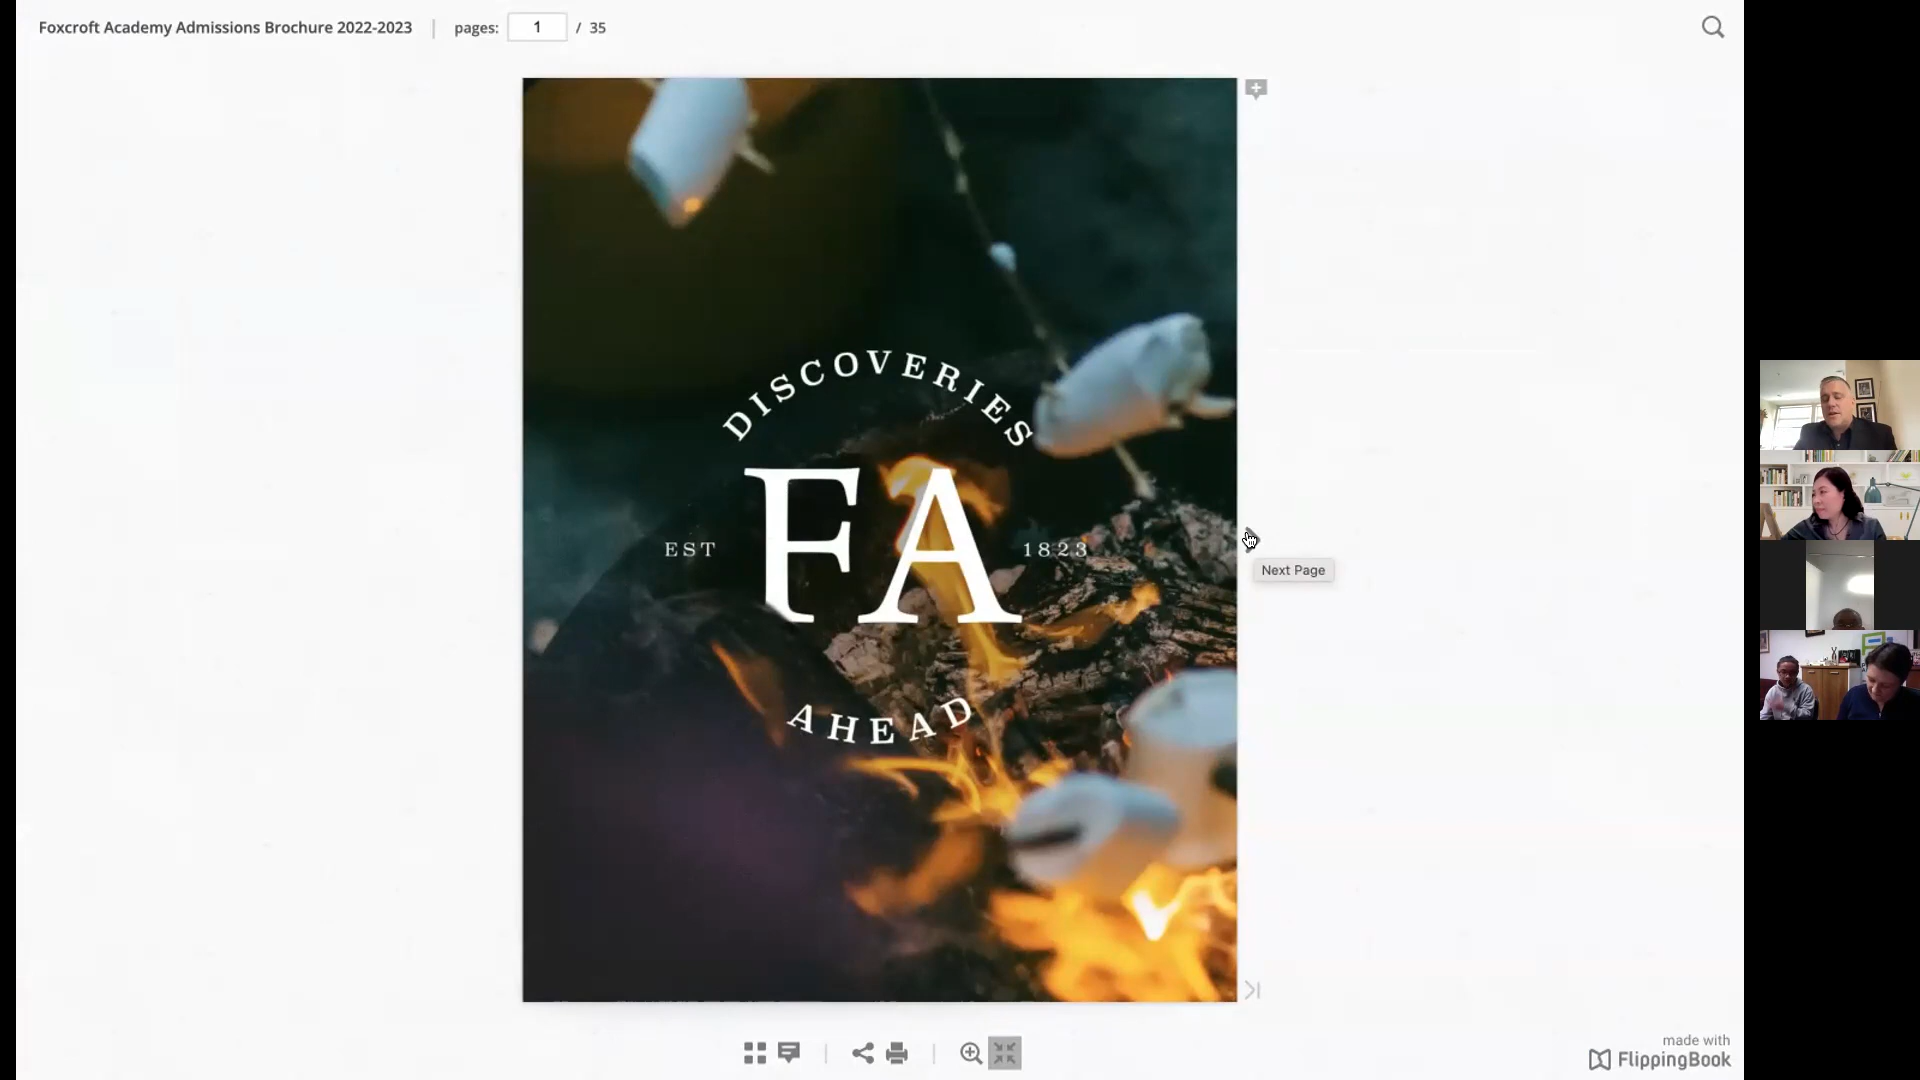 Foxcroft Academy Admissions Brochure 2022-2023 | pages: 1 / 35
DISCOVERIES
EST FA 1823
AHEAD
Next Page
made with
FlippingBook